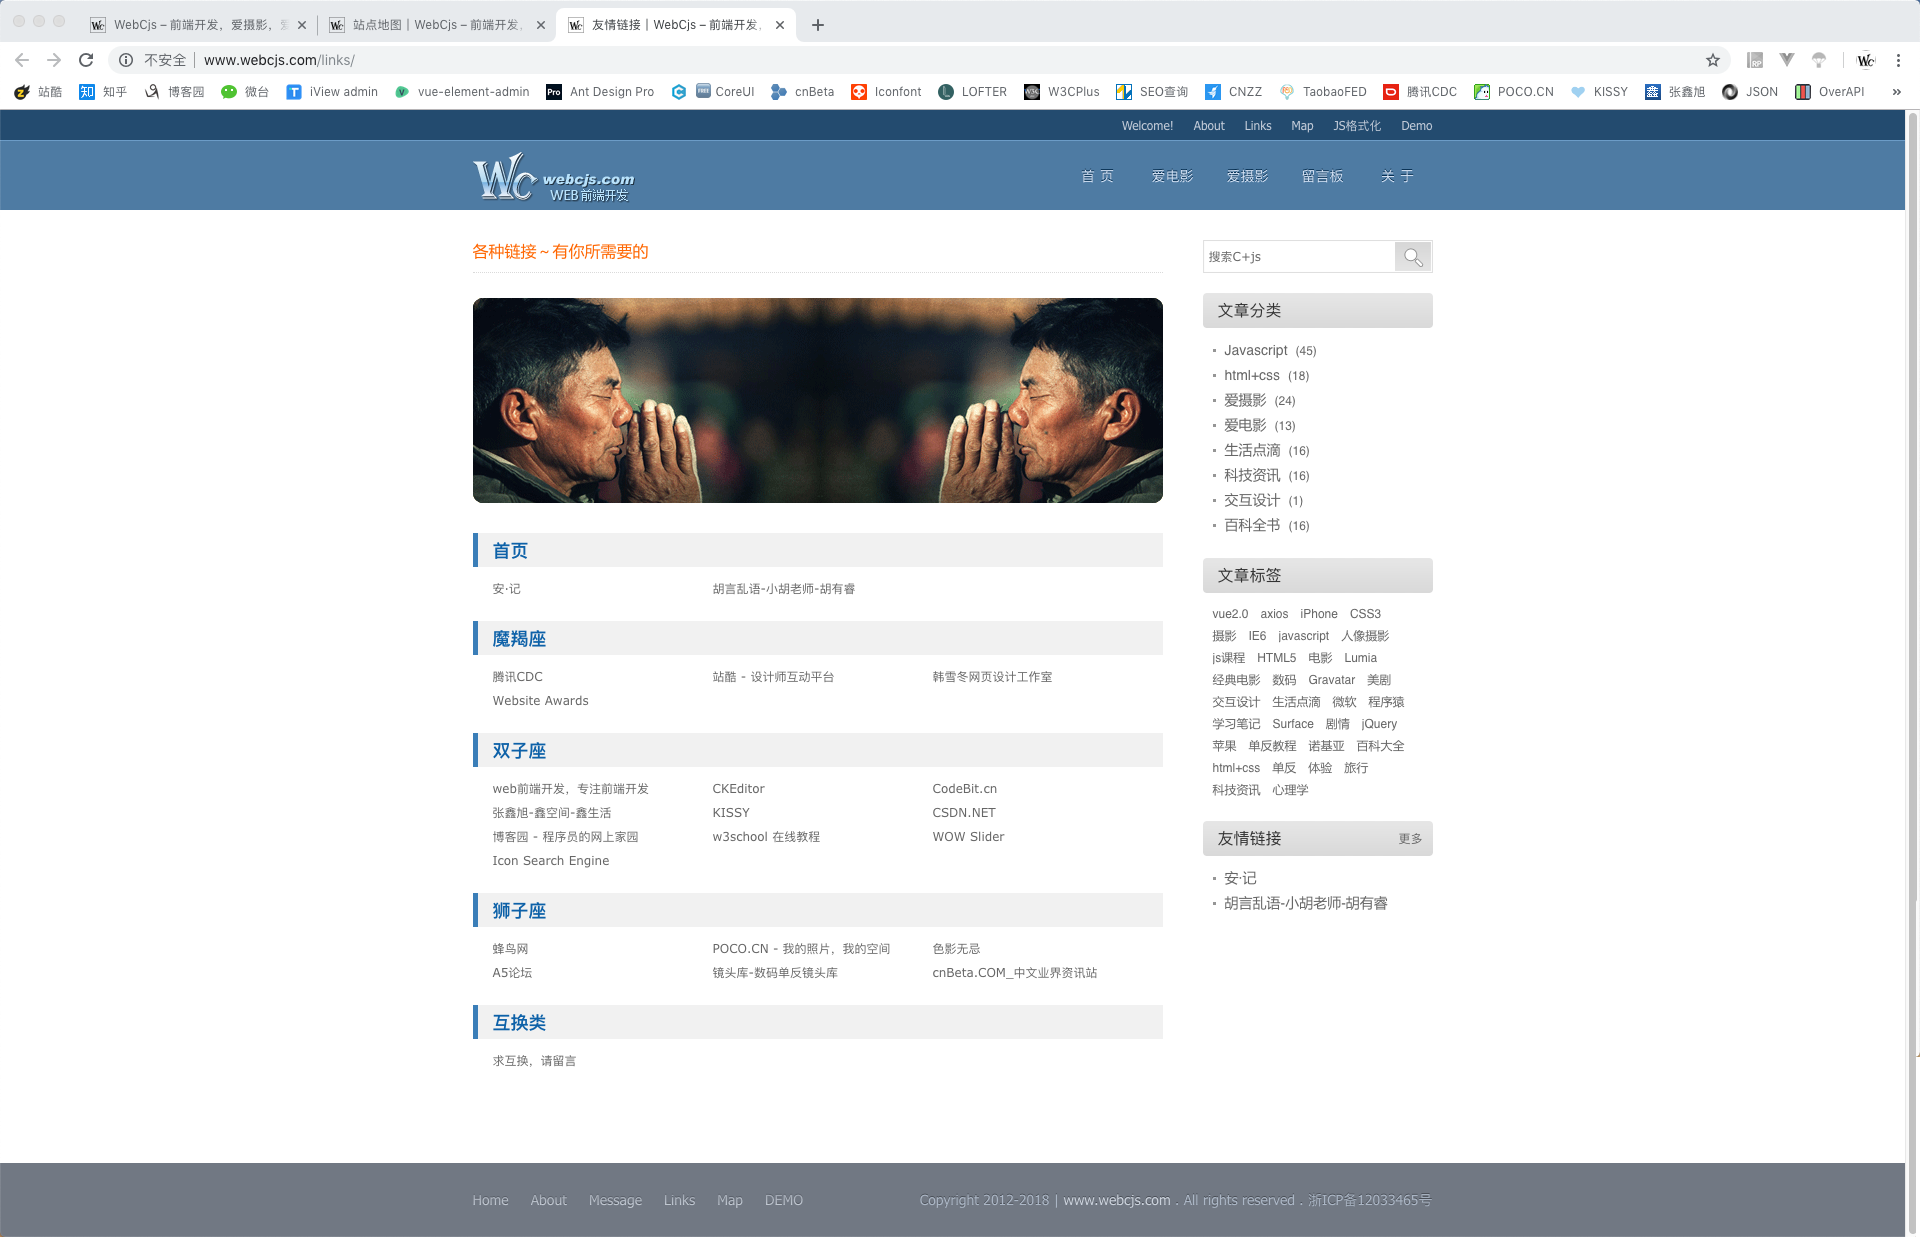 WebCjs – 前端开发，爱摄影，
站点地图 | WebCjs – 前端开发，
友情链接 | WebCjs – 前端开发，
不安全 | www.webcjs.com/links/
站酷 知乎 博客园 微台 iView admin vue-element-admin Ant Design Pro CoreUI cnBeta Iconfont LOFTER W3CPlus SEO查询 CNZZ TaobaoFED 腾讯CDC POCO.CN KISSY 张鑫旭 JSON OverAPI »
Welcome! About Links Map JS格式化 Demo
Wc webcjs.com
WEB前端开发
首 页 爱电影 爱摄影 留言板 关 于
各种链接～有你所需要的
首页
安·记 胡言乱语-小胡老师-胡有睿
魔羯座
腾讯CDC 站酷 - 设计师互动平台 韩雪冬网页设计工作室
Website Awards
双子座
web前端开发，专注前端开发 CKEditor CodeBit.cn
张鑫旭-鑫空间-鑫生活 KISSY CSDN.NET
博客园 - 程序员的网上家园 w3school 在线教程 WOW Slider
Icon Search Engine
狮子座
蜂鸟网 POCO.CN - 我的照片，我的空间 色影无忌
A5论坛 镜头库-数码单反镜头库 cnBeta.COM_中文业界资讯站
互换类
求互换，请留言
搜索C+js
文章分类
Javascript (45)
html+css (18)
爱摄影 (24)
爱电影 (13)
生活点滴 (16)
科技资讯 (16)
交互设计 (1)
百科全书 (16)
文章标签
vue2.0 axios iPhone CSS3
摄影 IE6 javascript 人像摄影
js课程 HTML5 电影 Lumia
经典电影 数码 Gravatar 美剧
交互设计 生活点滴 微软 程序猿
学习笔记 Surface 剧情 jQuery
苹果 单反教程 诺基亚 百科大全
html+css 单反 体验 旅行
科技资讯 心理学
友情链接 更多
安·记
胡言乱语-小胡老师-胡有睿
Home About Message Links Map DEMO
Copyright 2012-2018 | www.webcjs.com . All rights reserved . 浙ICP备12033465号